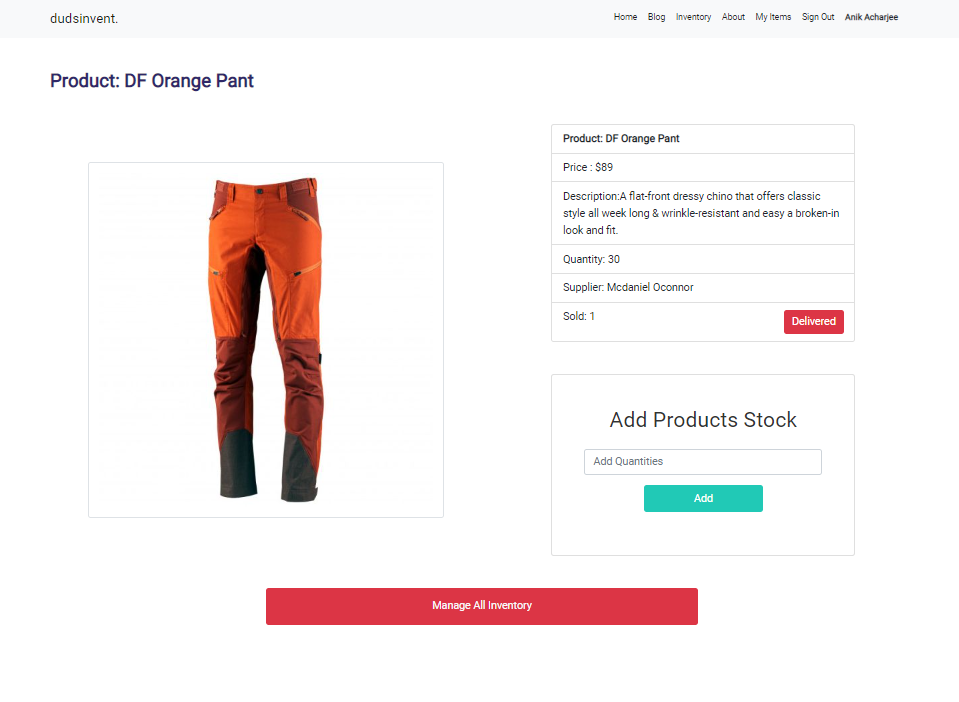 dudsinvent.
Home Blog Inventory About My Items Sign Out Anik Acharjee
Product: DF Orange Pant
Product: DF Orange Pant
Price : $89
Description:A flat-front dressy chino that offers classic
style all week long & wrinkle-resistant and easy a broken-in
look and fit.
Quantity: 30
Supplier: Mcdaniel Oconnor
Sold: 1
Delivered
Add Products Stock
Add Quantities
Add
Manage All Inventory